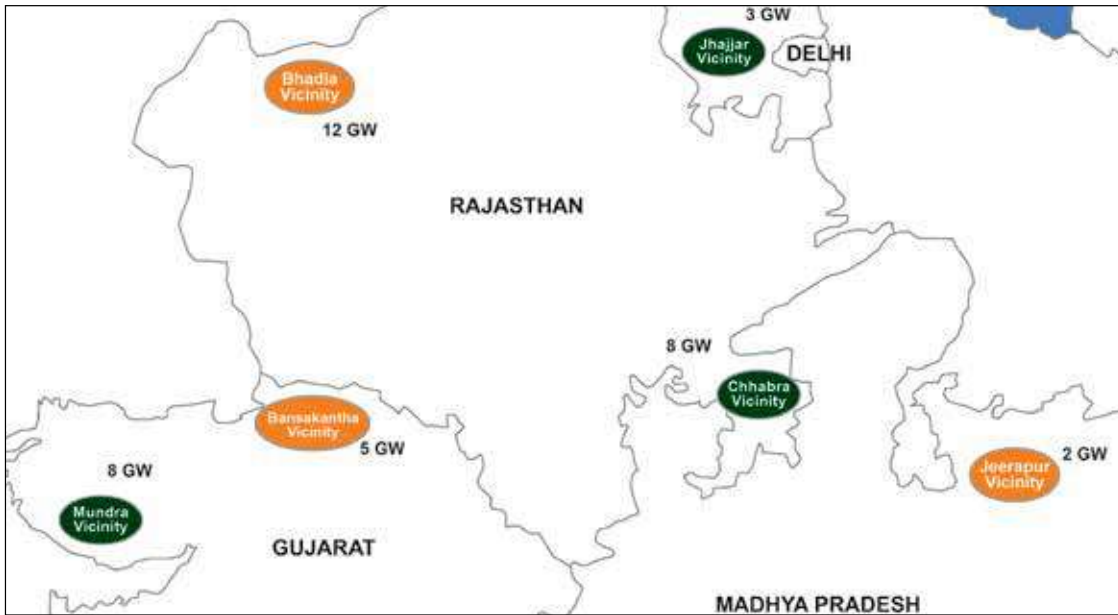 3 GW
Jhajjar
Vicinity
DELHI
Bhadla
Vicinity
12 GW
RAJASTHAN
8 GW
Chhabra
Vicinity
Bansakantha
Vicinity
5 GW
8 GW
Jeerapur
Vicinity
2 GW
Mundra
Vicinity
GUJARAT
MADHYA PRADESH